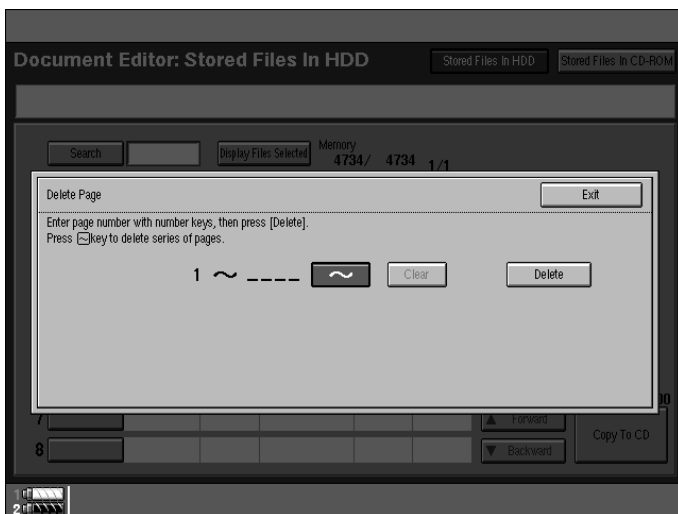 Document Editor: Stored Files In HDD
Stored Files In HDD
Stored Files In CD-ROM
Search
Display Files Selected
Memory
4734/ 4734 1/1
Delete Page
Exit
Enter page number with number keys, then press [Delete].
Press ~key to delete series of pages.
1 ~ ____ ~ Clear Delete
7
▲ Forward
Copy To CD
8
▼ Backward
1
2